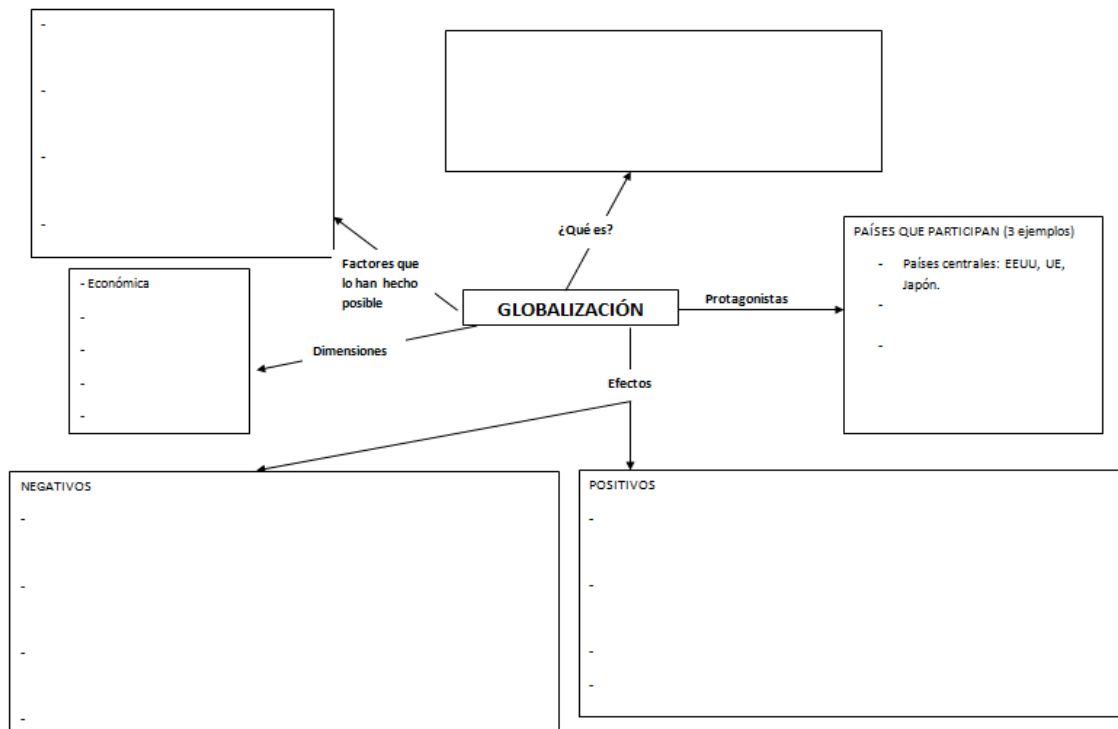 -
-
-
-
¿Qué es?
Factores que
lo han hecho
posible
PAÍSES QUE PARTICIPAN (3 ejemplos)
- Países centrales: EEUU, UE,
Japón.
-
-
- Económica
-
-
-
-
GLOBALIZACIÓN
Protagonistas
Dimensiones
Efectos
NEGATIVOS
-
-
-
-
POSITIVOS
-
-
-
-